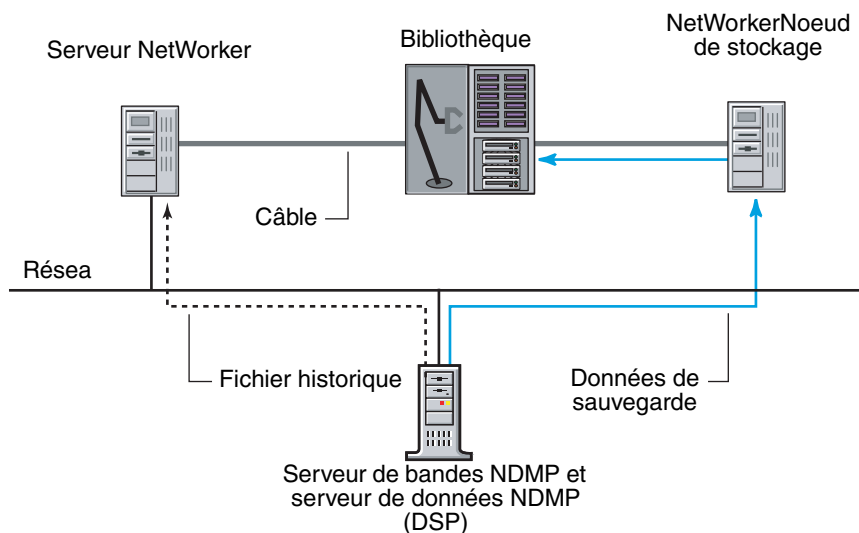 Serveur NetWorker
Bibliothèque
NetWorkerNoeud
de stockage
Câble
Résea
Fichier historique
Données de
sauvegarde
Serveur de bandes NDMP et
serveur de données NDMP
(DSP)